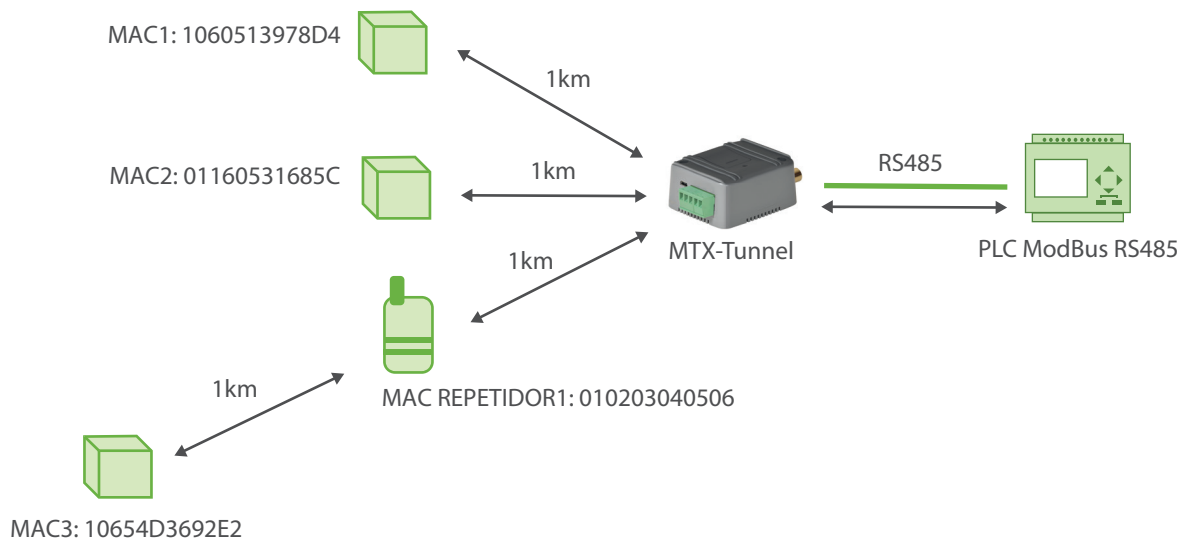 MAC1: 1060513978D4
1km
MAC2: 01160531685C
1km
RS485
MTX-Tunnel
PLC ModBus RS485
1km
1km
MAC REPETIDOR1: 010203040506
MAC3: 10654D3692E2